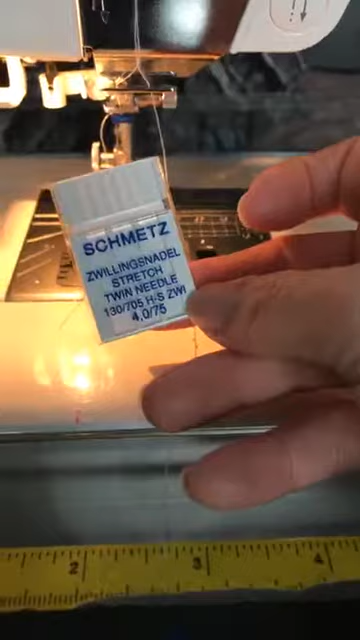 SCHMETZ
ZWILLINGSNADEL
STRETCH
TWIN NEEDLE
130/705 H-S ZWI
4,0/75
2
3
4